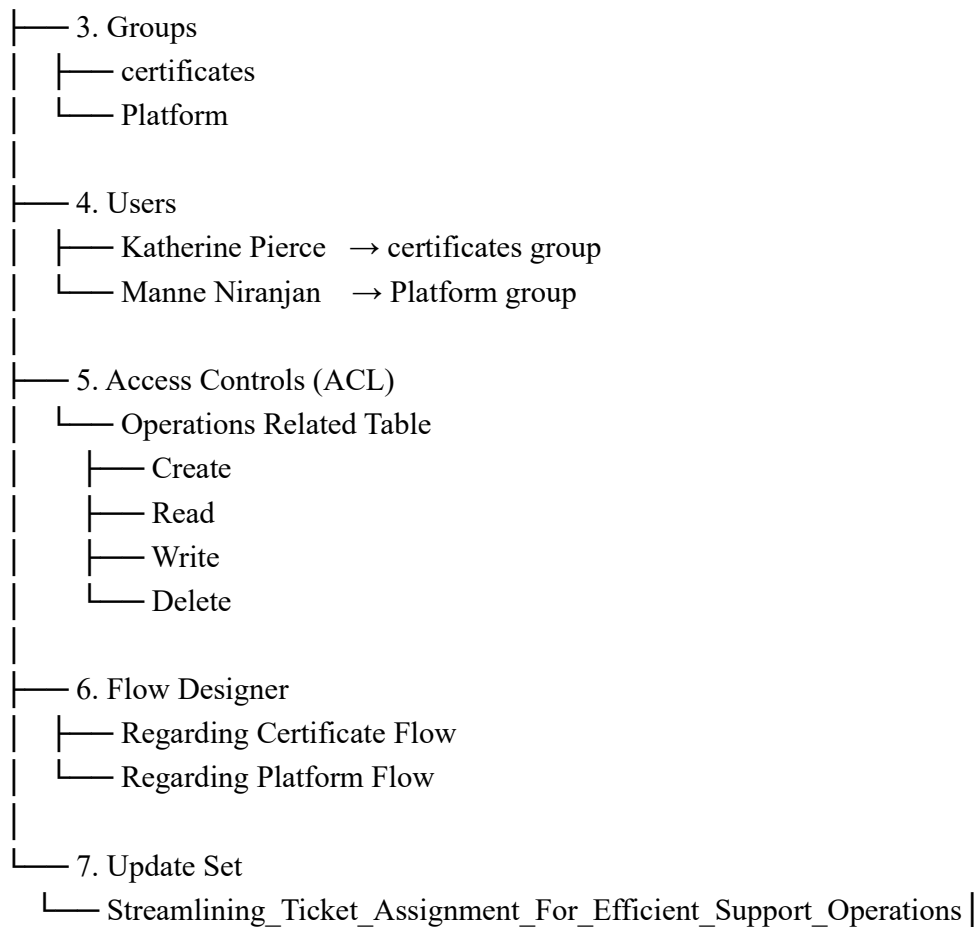 ├── 3. Groups
│   ├── certificates
│   └── Platform
│
├── 4. Users
│   ├── Katherine Pierce   → certificates group
│   └── Manne Niranjan    → Platform group
│
├── 5. Access Controls (ACL)
│   └── Operations Related Table
│       ├── Create
│       ├── Read
│       ├── Write
│       └── Delete
│
├── 6. Flow Designer
│   ├── Regarding Certificate Flow
│   └── Regarding Platform Flow
│
└── 7. Update Set
    └── Streamlining_Ticket_Assignment_For_Efficient_Support_Operations